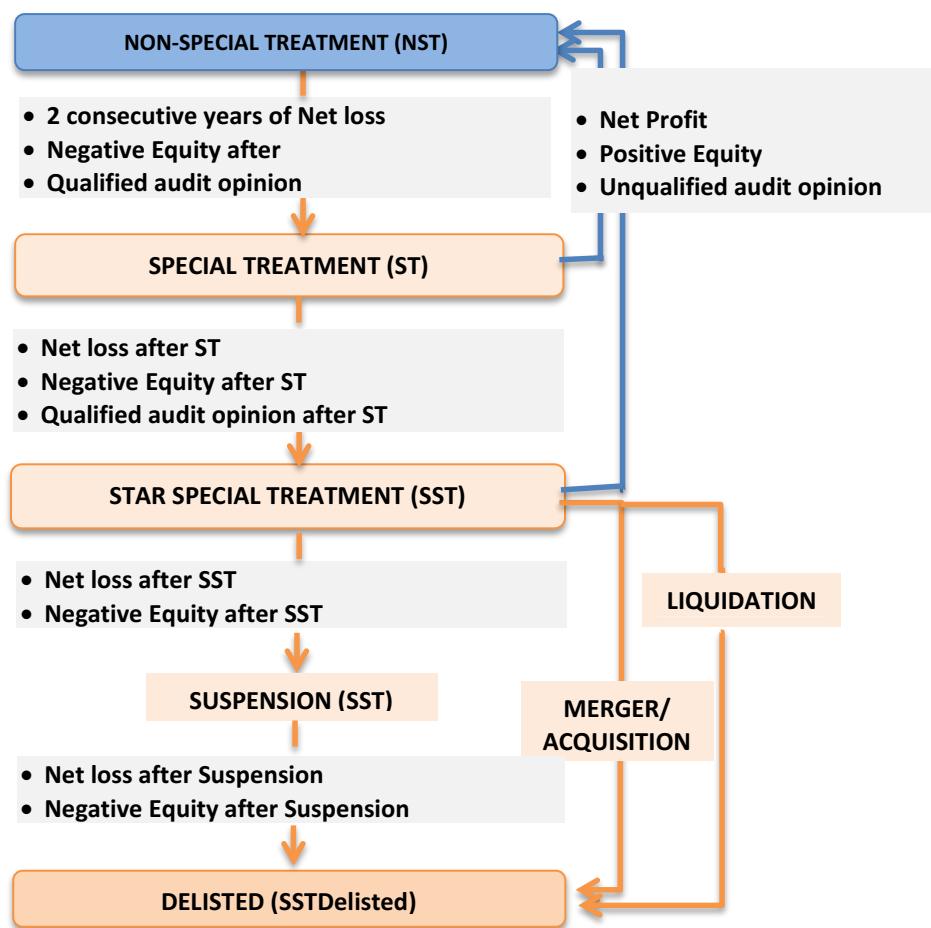 NON-SPECIAL TREATMENT (NST)
• 2 consecutive years of Net loss
• Negative Equity after
• Qualified audit opinion
• Net Profit
• Positive Equity
• Unqualified audit opinion
SPECIAL TREATMENT (ST)
• Net loss after ST
• Negative Equity after ST
• Qualified audit opinion after ST
STAR SPECIAL TREATMENT (SST)
• Net loss after SST
• Negative Equity after SST
LIQUIDATION
SUSPENSION (SST)
MERGER/
ACQUISITION
• Net loss after Suspension
• Negative Equity after Suspension
DELISTED (SSTDelisted)